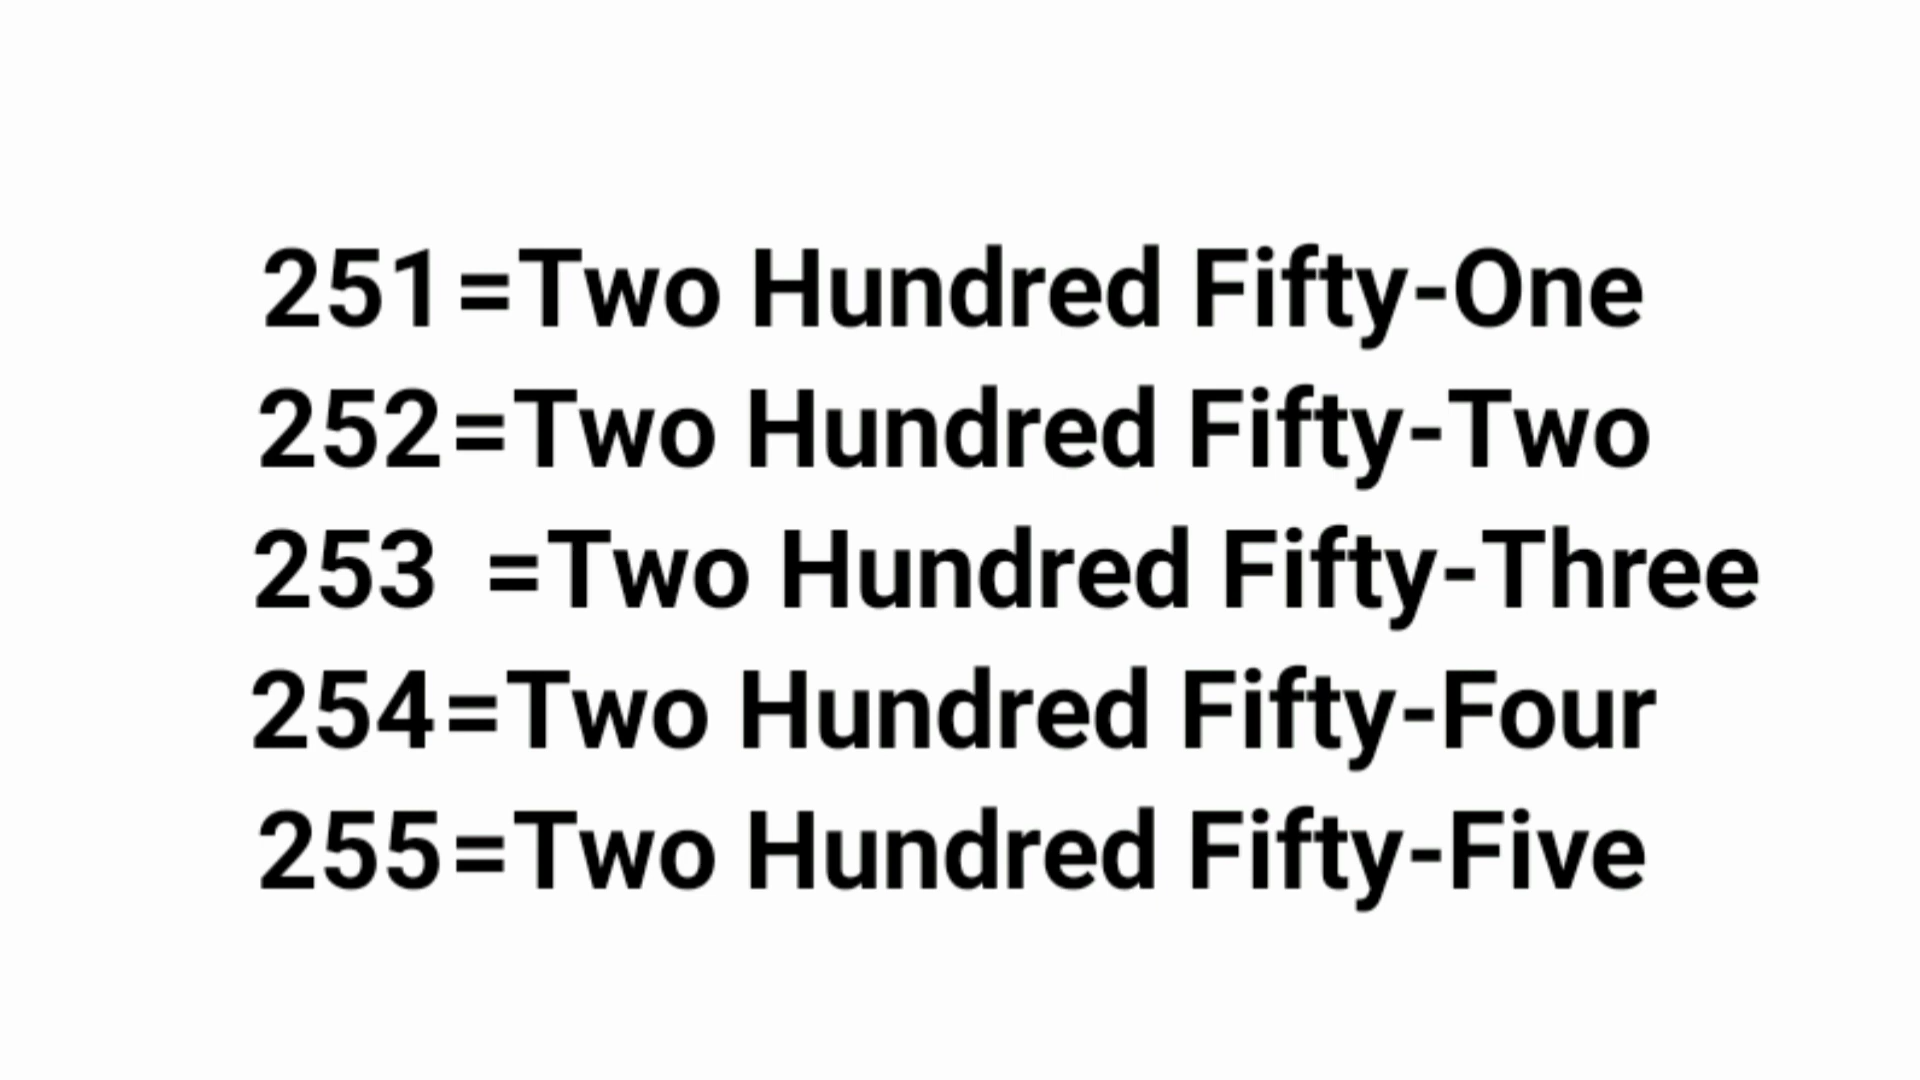 251=Two Hundred Fifty-One
252=Two Hundred Fifty-Two
253 =Two Hundred Fifty-Three
254=Two Hundred Fifty-Four
255=Two Hundred Fifty-Five